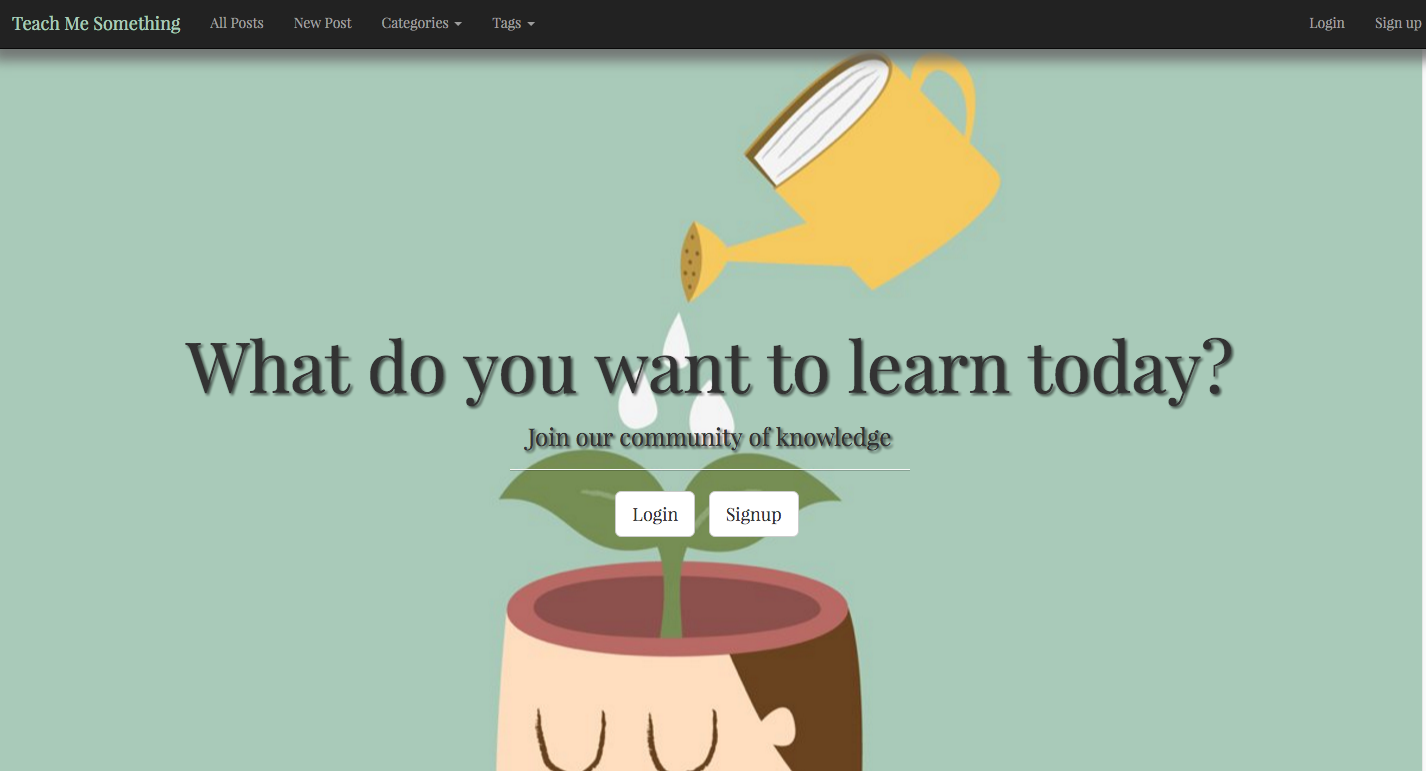 Teach Me Something All Posts New Post Categories Tags Login Sign up
What do you want to learn today?
Join our community of knowledge
Login Signup